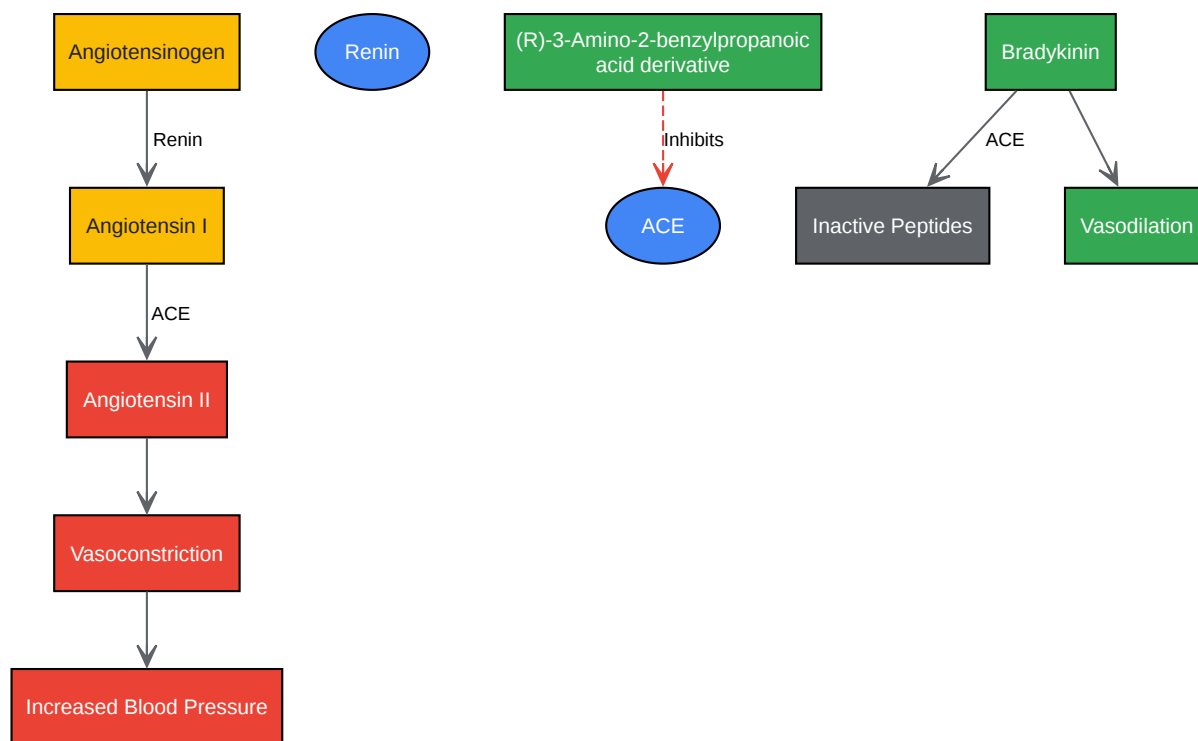 Angiotensinogen
Renin
(R)-3-Amino-2-benzylpropanoic
acid derivative
Bradykinin
Renin
Inhibits
ACE
Angiotensin I
ACE
Inactive Peptides
Vasodilation
ACE
Angiotensin II
Vasoconstriction
Increased Blood Pressure